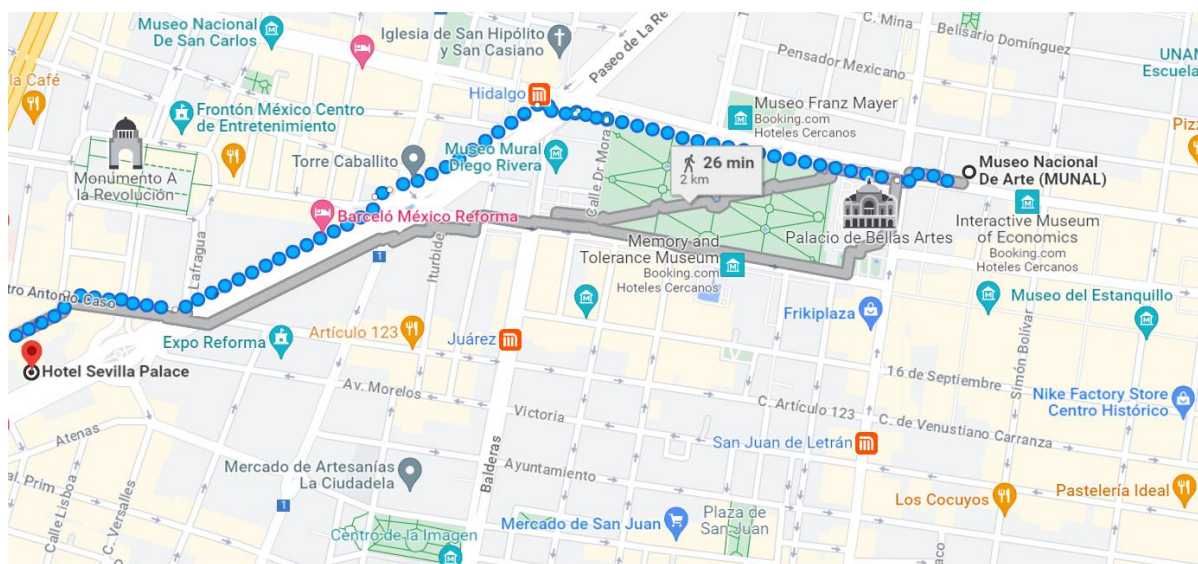 C. Mina
Belisario Domínguez
Museo Nacional
De San Carlos
Iglesia de San Hipólito
y San Casiano
Paseo de La Re
Pensador Mexicano
UNAM
Escuela
la Café
Hidalgo
Frontón México Centro
de Entretenimiento
Museo Franz Mayer
Booking.com
Hoteles Cercanos
Pizz
Torre Caballito
Museo Mural
Diego Rivera
Calle Dr Mora
26 min
2 km
Museo Nacional
De Arte (MUNAL)
Monumento A
la Revolución
Barceló México Reforma
Lafragua
Iturbide
Memory and
Tolerance Museum
Booking.com
Hoteles Cercanos
Palacio de Bellas Artes
Interactive Museum
of Economics
Booking.com
Hoteles Cercanos
1
tro Antonio Caso
Museo del Estanquillo
Frikiplaza
Artículo 123
Juárez
Expo Reforma
Simón Bolívar
Hotel Sevilla Palace
16 de Septiembre
Av. Morelos
Nike Factory Store
Centro Histórico
C. Artículo 123
Victoria
C. de Venustiano Carranza
Atenas
San Juan de Letrán
Balderas
Ayuntamiento
Mercado de Artesanías
La Ciudadela
al. Prim
Calle Lisboa
C. Versalles
1
Los Cocuyos
Pastelería Ideal
Mercado de San Juan
Plaza de
San Juan
Centro de la Imagen
aco